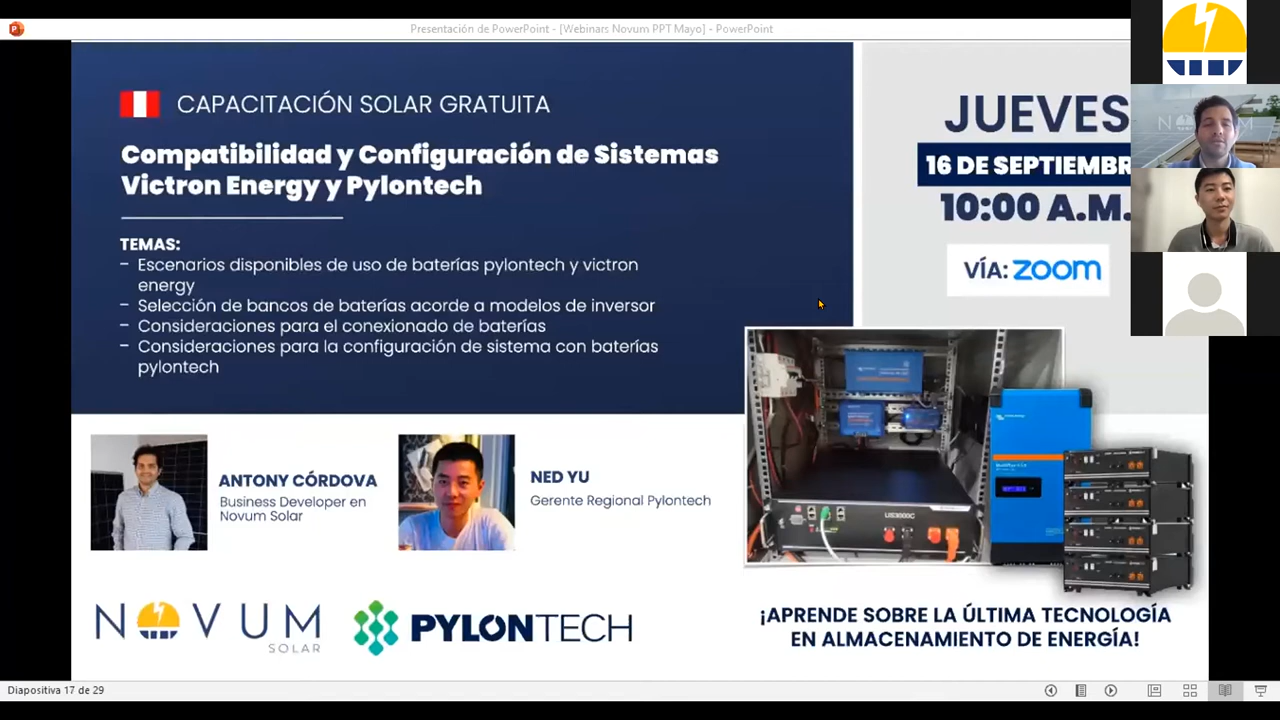 Presentación de PowerPoint - [Webinars Novum PPT Mayo] - PowerPoint
CAPACITACIÓN SOLAR GRATUITA
Compatibilidad y Configuración de Sistemas
Victron Energy y Pylontech
TEMAS:
- Escenarios disponibles de uso de baterías pylontech y victron
energy
- Selección de bancos de baterías acorde a modelos de inversor
- Consideraciones para el conexionado de baterías
- Consideraciones para la configuración de sistema con baterías
pylontech
JUEVES
16 DE SEPTIEMBR
10:00 A.M.
VÍA: zoom
NOVUM
US3000C
ANTONY CÓRDOVA
Business Developer en
Novum Solar
NED YU
Gerente Regional Pylontech
NOVUM
SOLAR
PYLONTECH
¡APRENDE SOBRE LA ÚLTIMA TECNOLOGÍA
EN ALMACENAMIENTO DE ENERGÍA!
Diapositiva 17 de 29